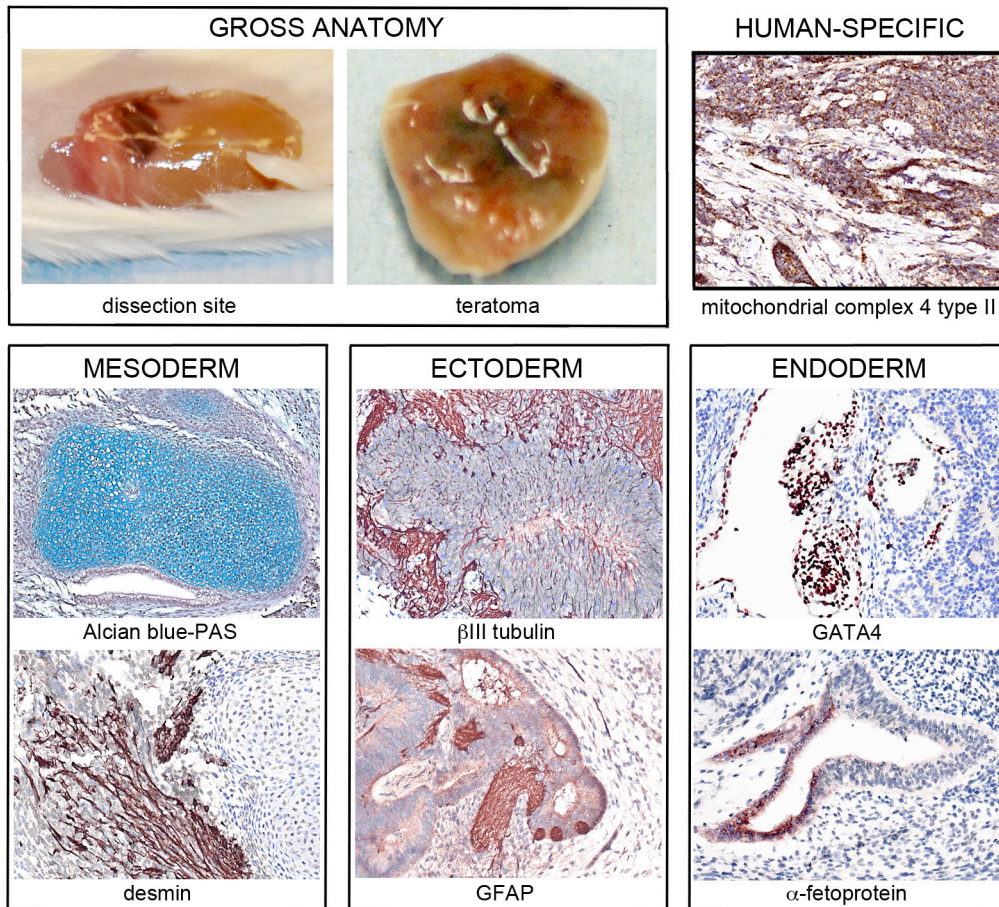 GROSS ANATOMY
HUMAN-SPECIFIC
dissection site
teratoma
mitochondrial complex 4 type II
MESODERM
ECTODERM
ENDODERM
Alcian blue-PAS
βIII tubulin
GATA4
desmin
GFAP
α-fetoprotein